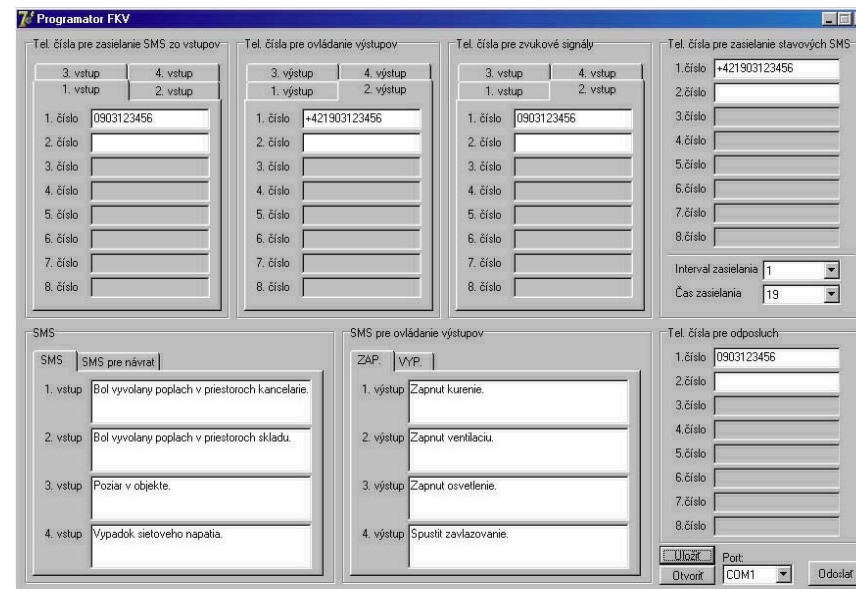 Programator FKV
Tel. čísla pre zasielanie SMS zo vstupov
3. vstup 4. vstup
1. vstup 2. vstup
1. číslo 0903123456
2. číslo
3. číslo
4. číslo
5. číslo
6. číslo
7. číslo
8. číslo
Tel. čísla pre ovládanie výstupov
3. výstup 4. výstup
1. výstup 2. výstup
1. číslo +421903123456
2. číslo
3. číslo
4. číslo
5. číslo
6. číslo
7. číslo
8. číslo
Tel. čísla pre zvukové signály
3. vstup 4. vstup
1. vstup 2. vstup
1. číslo 0903123456
2. číslo
3. číslo
4. číslo
5. číslo
6. číslo
7. číslo
8. číslo
Tel. čísla pre zasielanie stavových SMS
1.číslo +421903123456
2.číslo
3.číslo
4.číslo
5.číslo
6.číslo
7.číslo
8.číslo
Interval zasielania 1
Čas zasielania 19
SMS
SMS SMS pre návrat
1. vstup Bol vyvolany poplach v priestoroch kancelarie.
2. vstup Bol vyvolany poplach v priestoroch skladu.
3. vstup Poziar v objekte.
4. vstup Vypadok sietoveho napatia.
SMS pre ovládanie výstupov
ZAP. VYP.
1. výstup Zapnut kurenie.
2. výstup Zapnut ventilaciu.
3. výstup Zapnut osvetlenie.
4. výstup Spustit zavlazovanie.
Tel. čísla pre odposluch
1.číslo 0903123456
2.číslo
3.číslo
4.číslo
5.číslo
6.číslo
7.číslo
8.číslo
Uložiť Port:
Otvoriť COM1 Odoslať